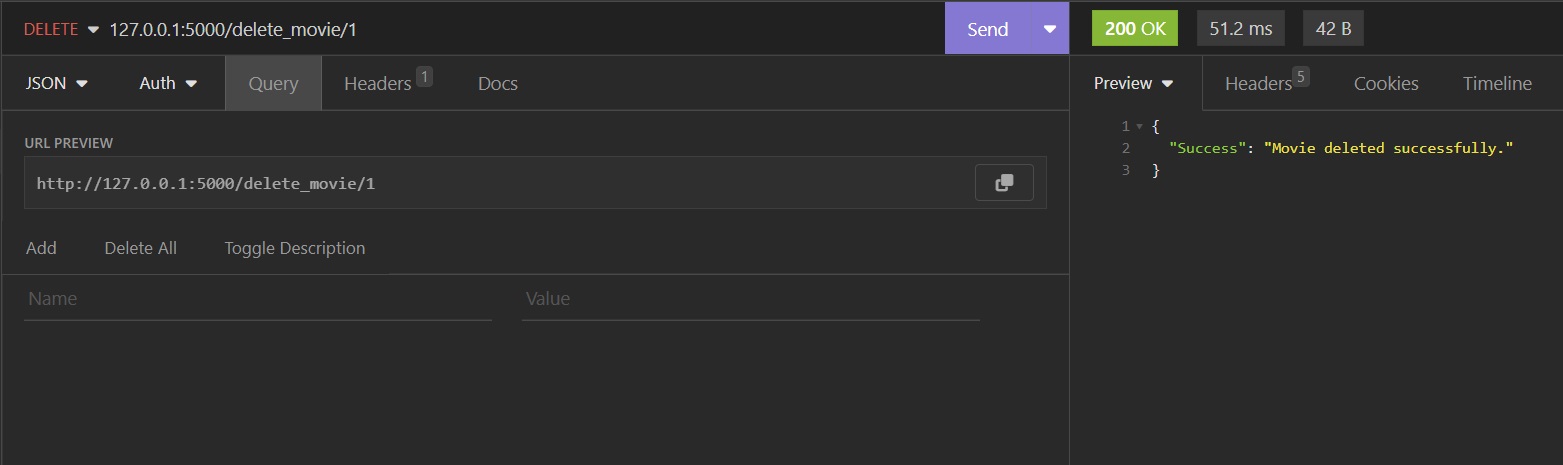 DELETE 127.0.0.1:5000/delete_movie/1 Send 200 OK 51.2 ms 42 B
JSON Auth Query Headers 1 Docs Preview Headers 5 Cookies Timeline
URL PREVIEW
http://127.0.0.1:5000/delete_movie/1
Add Delete All Toggle Description
Name Value
1 {
2 "Success": "Movie deleted successfully."
3 }